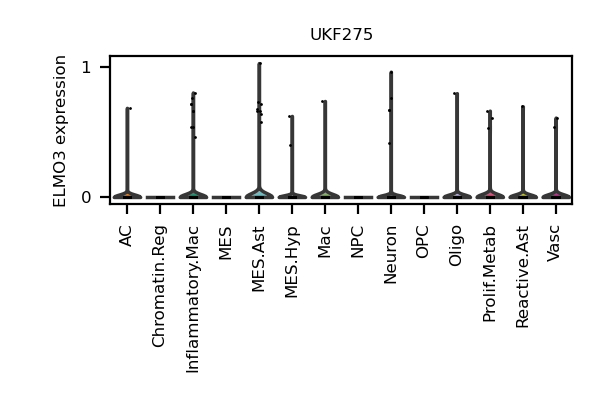 UKF275
ELMO3 expression
1
0
AC
Chromatin.Reg
Inflammatory.Mac
MES
MES.Ast
MES.Hyp
Mac
NPC
Neuron
OPC
Oligo
Prolif.Metab
Reactive.Ast
Vasc